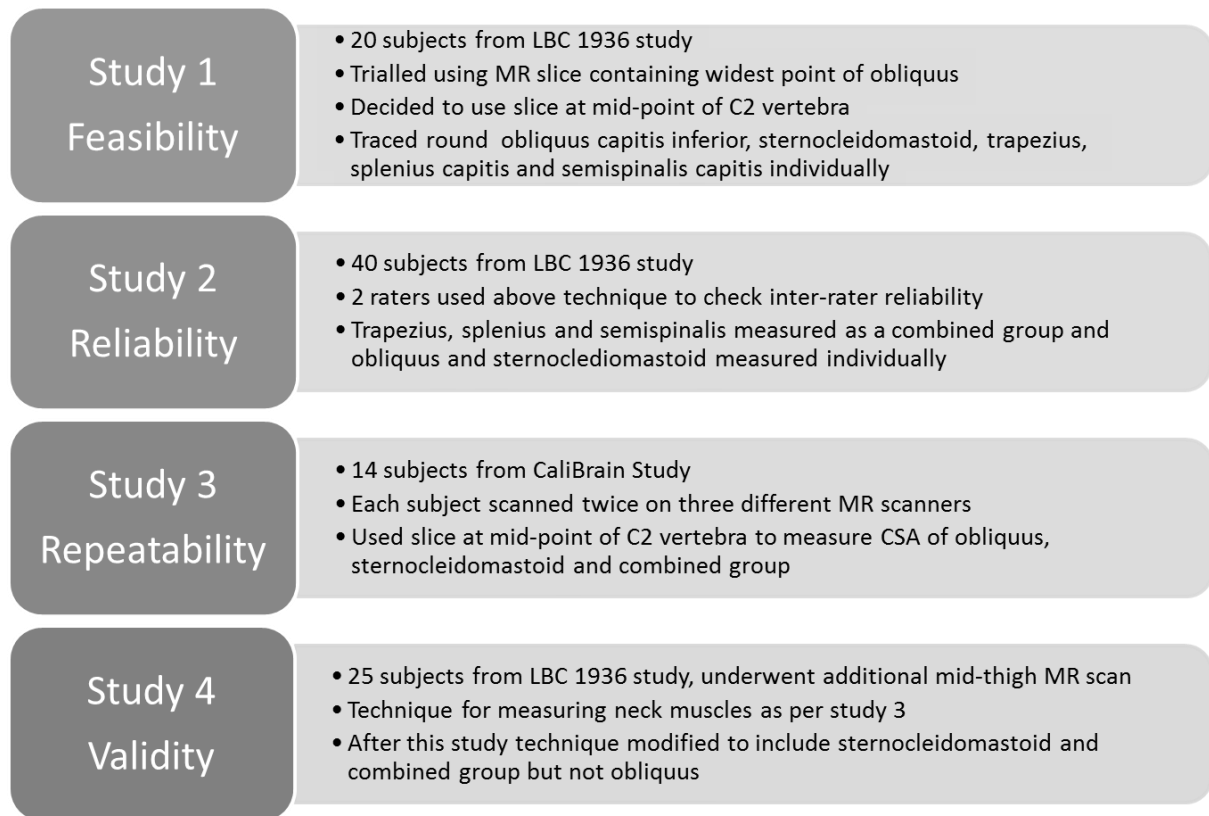 Study 1
Feasibility
• 20 subjects from LBC 1936 study
• Trialled using MR slice containing widest point of obliquus
• Decided to use slice at mid-point of C2 vertebra
• Traced round obliquus capitis inferior, sternocleidomastoid, trapezius,
splenius capitis and semispinalis capitis individually
Study 2
Reliability
• 40 subjects from LBC 1936 study
• 2 raters used above technique to check inter-rater reliability
• Trapezius, splenius and semispinalis measured as a combined group and
obliquus and sternoclediomastoid measured individually
Study 3
Repeatability
• 14 subjects from CaliBrain Study
• Each subject scanned twice on three different MR scanners
• Used slice at mid-point of C2 vertebra to measure CSA of obliquus,
sternocleidomastoid and combined group
Study 4
Validity
• 25 subjects from LBC 1936 study, underwent additional mid-thigh MR scan
• Technique for measuring neck muscles as per study 3
• After this study technique modified to include sternocleidomastoid and
combined group but not obliquus